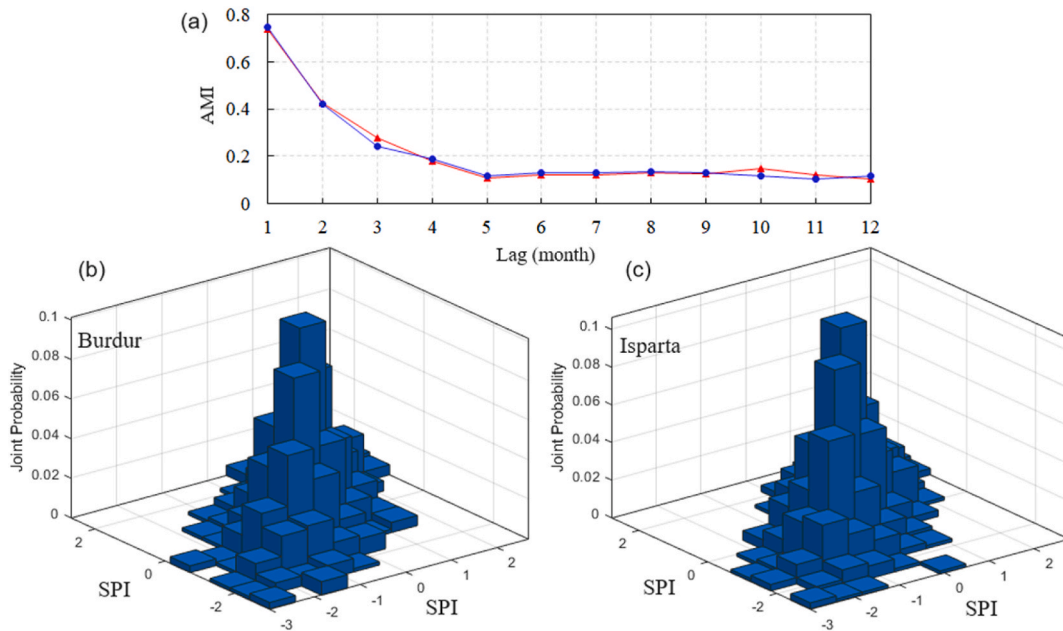 (a)
0.8
0.6
0.4
0.2
0
AMI
1 2 3 4 5 6 7 8 9 10 11 12
Lag (month)
(b)
Burdur
0.1
0.08
0.06
0.04
0.02
0
Joint Probability
2
0
-2
SPI
-3
-2
-1
0
1
2
SPI
(c)
Isparta
0.1
0.08
0.06
0.04
0.02
0
Joint Probability
2
0
-2
SPI
-3
-2
-1
0
1
2
SPI